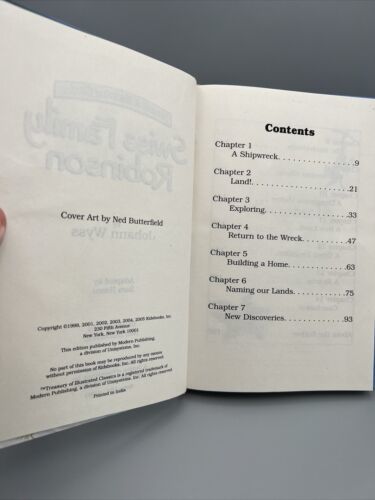 Swiss Family
Robinson
Cover Art by Ned Butterfield
Johann Wyss
Adapted by
Copyright ©1998, 2001, 2002, 2003, 2004, 2005 Kidsbooks, Inc.
230 Fifth Avenue
New York, New York 10001
This edition published by Modern Publishing,
a division of Unisystems, Inc.
No part of this book may be reproduced by any means
without permission of Kidsbooks, Inc. All rights reserved.
™Treasury of Illustrated Classics is a registered trademark of
Modern Publishing, a division of Unisystems, Inc. All rights reserved.
Printed in India
Contents
Chapter 1
A Shipwreck. . . . . . . . . . . . . . . . . .9
Chapter 2
Land!. . . . . . . . . . . . . . . . . . . . . . .21
Chapter 3
Exploring. . . . . . . . . . . . . . . . . . . .33
Chapter 4
Return to the Wreck. . . . . . . . . . . .47
Chapter 5
Building a Home. . . . . . . . . . . . . . .63
Chapter 6
Naming our Lands. . . . . . . . . . . . .75
Chapter 7
New Discoveries. . . . . . . . . . . . . . .93